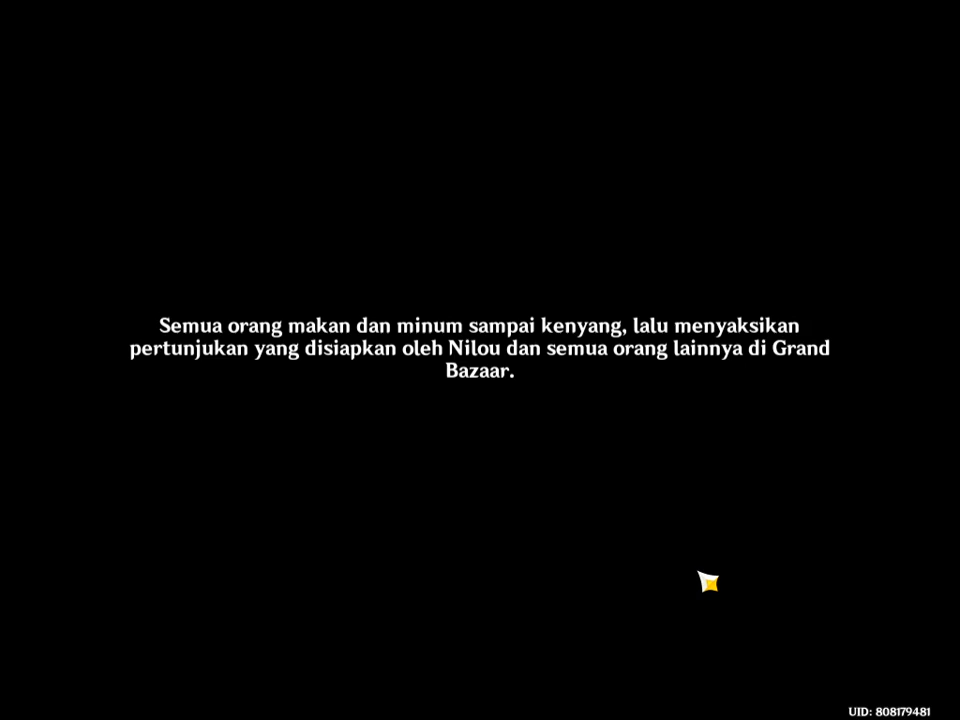 Semua orang makan dan minum sampai kenyang, lalu menyaksikan
pertunjukan yang disiapkan oleh Nilou dan semua orang lainnya di Grand
Bazaar.
UID: 808179481